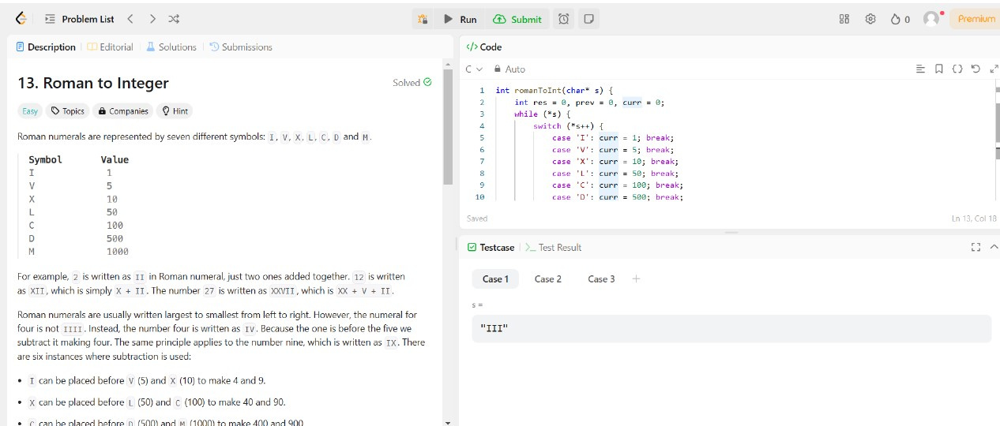 Problem List
Run
Submit
0
Premium
Description
Editorial
Solutions
Submissions
13. Roman to Integer
Solved
Easy
Topics
Companies
Hint
Roman numerals are represented by seven different symbols: I, V, X, L, C, D and M.
Symbol Value
I 1
V 5
X 10
L 50
C 100
D 500
M 1000
For example, 2 is written as II in Roman numeral, just two ones added together. 12 is written
as XII, which is simply X + II. The number 27 is written as XXVII, which is XX + V + II.
Roman numerals are usually written largest to smallest from left to right. However, the numeral for
four is not IIII. Instead, the number four is written as IV. Because the one is before the five we
subtract it making four. The same principle applies to the number nine, which is written as IX. There
are six instances where subtraction is used:
• I can be placed before V (5) and X (10) to make 4 and 9.
• X can be placed before L (50) and C (100) to make 40 and 90.
• C can be placed before D (500) and M (1000) to make 400 and 900
</> Code
C
Auto
1 int romanToInt(char* s) {
2 int res = 0, prev = 0, curr = 0;
3 while (*s) {
4 switch (*s++) {
5 case 'I': curr = 1; break;
6 case 'V': curr = 5; break;
7 case 'X': curr = 10; break;
8 case 'L': curr = 50; break;
9 case 'C': curr = 100; break;
10 case 'D': curr = 500; break;
Saved
Ln 13, Col 18
Testcase
Test Result
Case 1
Case 2
Case 3
+
s =
"III"